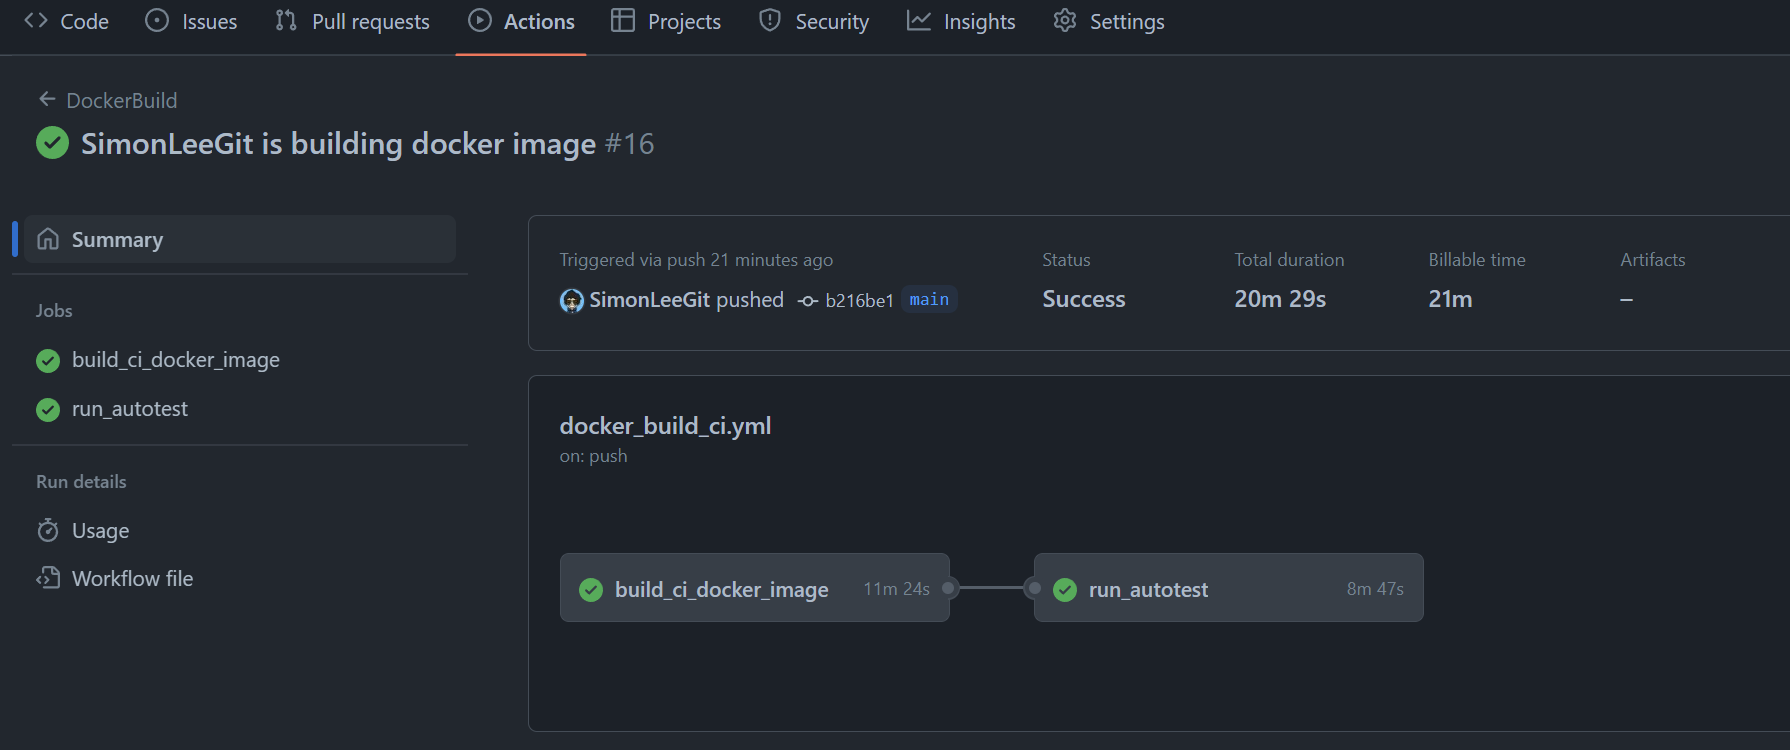 Code Issues Pull requests Actions Projects Security Insights Settings
DockerBuild
SimonLeeGit is building docker image #16
Summary
Jobs
build_ci_docker_image
run_autotest
Run details
Usage
Workflow file
Triggered via push 21 minutes ago
SimonLeeGit pushed b216be1 main
Status
Success
Total duration
20m 29s
Billable time
21m
Artifacts
–
docker_build_ci.yml
on: push
build_ci_docker_image 11m 24s
run_autotest 8m 47s